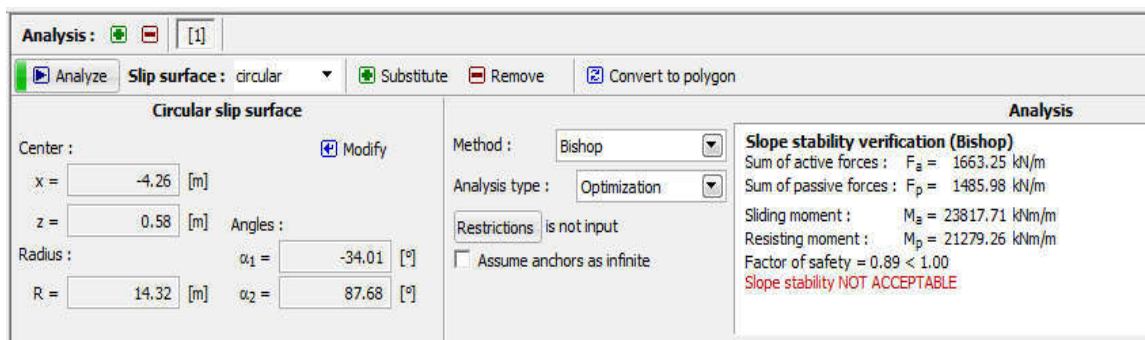 Analysis : [1]
Analyze Slip surface : circular Substitute Remove Convert to polygon
Circular slip surface
Center : Modify
x = -4.26 [m]
z = 0.58 [m] Angles :
Radius : α₁ = -34.01 [°]
R = 14.32 [m] α₂ = 87.68 [°]
Analysis
Method : Bishop
Analysis type : Optimization
Restrictions is not input
Assume anchors as infinite
Slope stability verification (Bishop)
Sum of active forces : Fₐ = 1663.25 kN/m
Sum of passive forces : Fₚ = 1485.98 kN/m
Sliding moment : Mₐ = 23817.71 kNm/m
Resisting moment : Mₚ = 21279.26 kNm/m
Factor of safety = 0.89 < 1.00
Slope stability NOT ACCEPTABLE